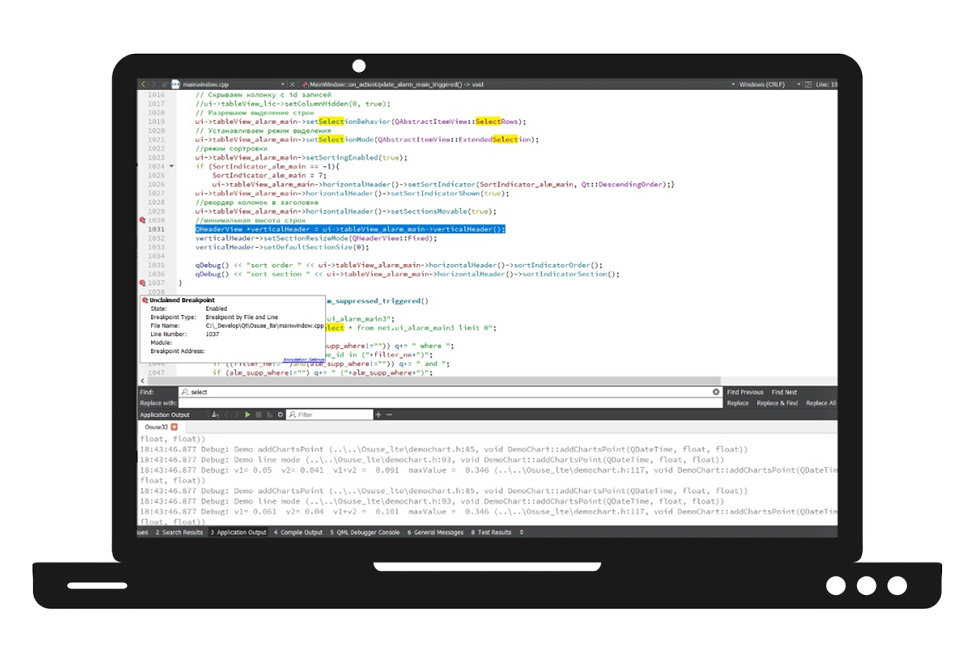 mainwindow.cpp MainWindow::on_actionUpdate_alarm_main_triggered() -> void Windows (CRLF) Line: 10
1016 // Скрываем колонку с id записей
1017 //ui->tableView_lic->setColumnHidden(0, true);
1018 // Разрешаем выделение строк
1019 ui->tableView_alarm_main->setSelectionBehavior(QAbstractItemView::SelectRows);
1020 // Устанавливаем режим выделения
1021 ui->tableView_alarm_main->setSelectionMode(QAbstractItemView::ExtendedSelection);
1022 //режим сортровки
1023 ui->tableView_alarm_main->setSortingEnabled(true);
1024 if (SortIndicator_alm_main == -1){
1025 SortIndicator_alm_main = 7;
1026 ui->tableView_alarm_main->horizontalHeader()->setSortIndicator(SortIndicator_alm_main, Qt::DescendingOrder);}
1027 ui->tableView_alarm_main->horizontalHeader()->setSortIndicatorShown(true);
1028 //реордер колонок в заголовке
1029 ui->tableView_alarm_main->horizontalHeader()->setSectionsMovable(true);
1030 //минимальная высота строк
1031 QHeaderView *verticalHeader = ui->tableView_alarm_main->verticalHeader();
1032 verticalHeader->setSectionResizeMode(QHeaderView::Fixed);
1033 verticalHeader->setDefaultSectionSize(0);
1034
1035 qDebug() << "sort order " << ui->tableView_alarm_main->horizontalHeader()->sortIndicatorOrder();
1036 qDebug() << "sort section " << ui->tableView_alarm_main->horizontalHeader()->sortIndicatorSection();
1037 }
1038
Unclaimed Breakpoint
State: Enabled
Breakpoint Type: Breakpoint by File and Line
File Name: C:\_Develop\Qt\Osuse_lte\mainwindow.cpp
Line Number: 1037
Module:
Breakpoint Address:
Annotation Settings
m_suppressed_triggered()
ui_alarm_main3";
lect * from net.ui_alarm_main3 limit 0";
upp_where!="")) q+= " where ";
e_id in ("+filter_ne+")";
if ((filter_ne!="")and(alm_supp_where!="")) q+= " and ";
if (alm_supp_where!="") q+= " ("+alm_supp_where+")";
Find: select Find Previous Find Next
Replace with: Replace Replace & Find Replace All
Application Output Filter
Osuse32
float, float))
18:43:46.877 Debug: Demo addChartsPoint (..\..\Osuse_lte\demochart.h:85, void DemoChart::addChartsPoint(QDateTime, float, float))
18:43:46.877 Debug: Demo line mode (..\..\Osuse_lte\demochart.h:93, void DemoChart::addChartsPoint(QDateTime, float, float))
18:43:46.877 Debug: v1= 0.05 v2= 0.041 v1+v2 = 0.091 maxValue = 0.346 (..\..\Osuse_lte\demochart.h:117, void DemoChart::addChartsPoint(QDateTim
float, float))
18:43:46.877 Debug: Demo addChartsPoint (..\..\Osuse_lte\demochart.h:85, void DemoChart::addChartsPoint(QDateTime, float, float))
18:43:46.877 Debug: Demo line mode (..\..\Osuse_lte\demochart.h:93, void DemoChart::addChartsPoint(QDateTime, float, float))
18:43:46.877 Debug: v1= 0.061 v2= 0.04 v1+v2 = 0.101 maxValue = 0.346 (..\..\Osuse_lte\demochart.h:117, void DemoChart::addChartsPoint(QDateTim
float, float))
ues 2 Search Results 3 Application Output 4 Compile Output 5 QML Debugger Console 6 General Messages 8 Test Results